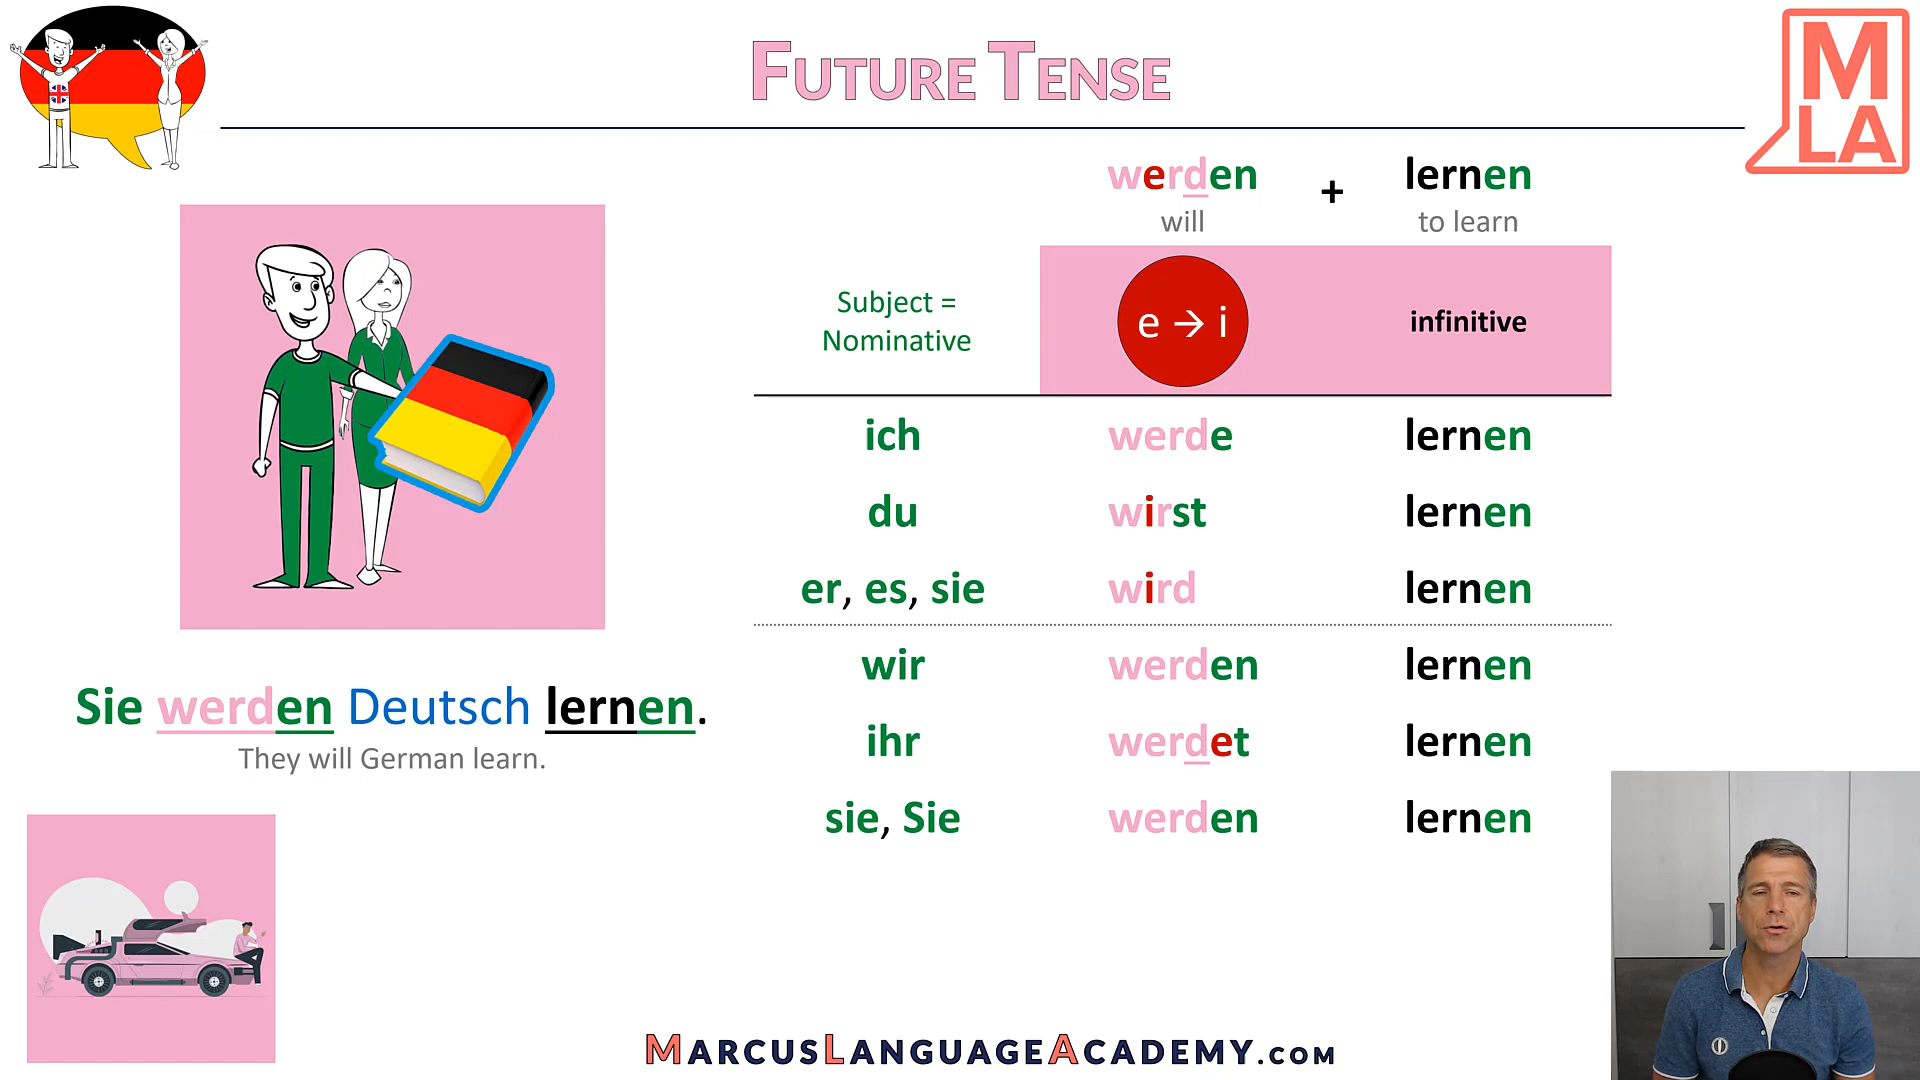 FUTURE TENSE
M
LA
werden + lernen
will to learn
Subject =
Nominative
e → i
infinitive
ich werde lernen
du wirst lernen
er, es, sie wird lernen
wir werden lernen
ihr werdet lernen
sie, Sie werden lernen
Sie werden Deutsch lernen.
They will German learn.
MARCUSLANGUAGEACADEMY.COM